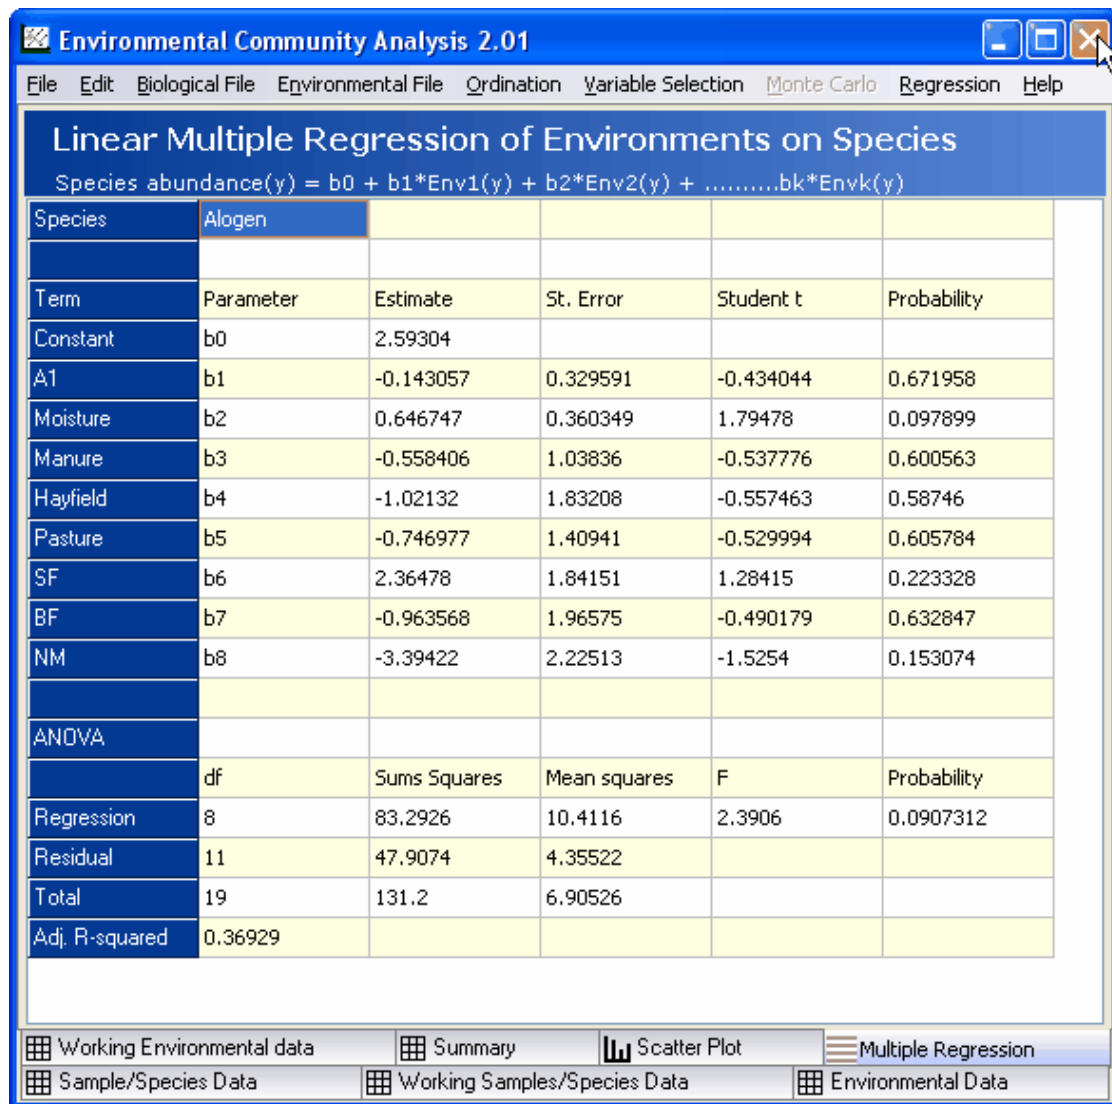 Environmental Community Analysis 2.01
File Edit Biological File Environmental File Ordination Variable Selection Monte Carlo Regression Help
Linear Multiple Regression of Environments on Species
Species abundance(y) = b0 + b1*Env1(y) + b2*Env2(y) + ..........bk*Envk(y)
Species Alogen
Term Parameter Estimate St. Error Student t Probability
Constant b0 2.59304
A1 b1 -0.143057 0.329591 -0.434044 0.671958
Moisture b2 0.646747 0.360349 1.79478 0.097899
Manure b3 -0.558406 1.03836 -0.537776 0.600563
Hayfield b4 -1.02132 1.83208 -0.557463 0.58746
Pasture b5 -0.746977 1.40941 -0.529994 0.605784
SF b6 2.36478 1.84151 1.28415 0.223328
BF b7 -0.963568 1.96575 -0.490179 0.632847
NM b8 -3.39422 2.22513 -1.5254 0.153074
ANOVA
df Sums Squares Mean squares F Probability
Regression 8 83.2926 10.4116 2.3906 0.0907312
Residual 11 47.9074 4.35522
Total 19 131.2 6.90526
Adj. R-squared 0.36929
Working Environmental data Summary Scatter Plot Multiple Regression
Sample/Species Data Working Samples/Species Data Environmental Data